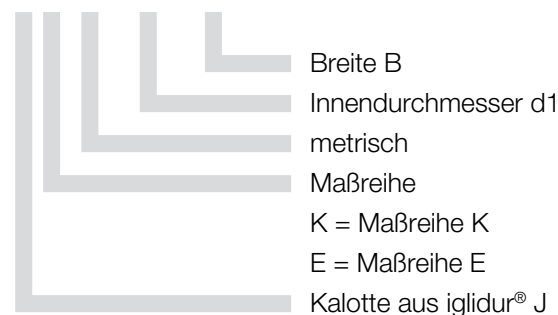 Breite B
Innendurchmesser d1
metrisch
Maßreihe
K = Maßreihe K
E = Maßreihe E
Kalotte aus iglidur® J